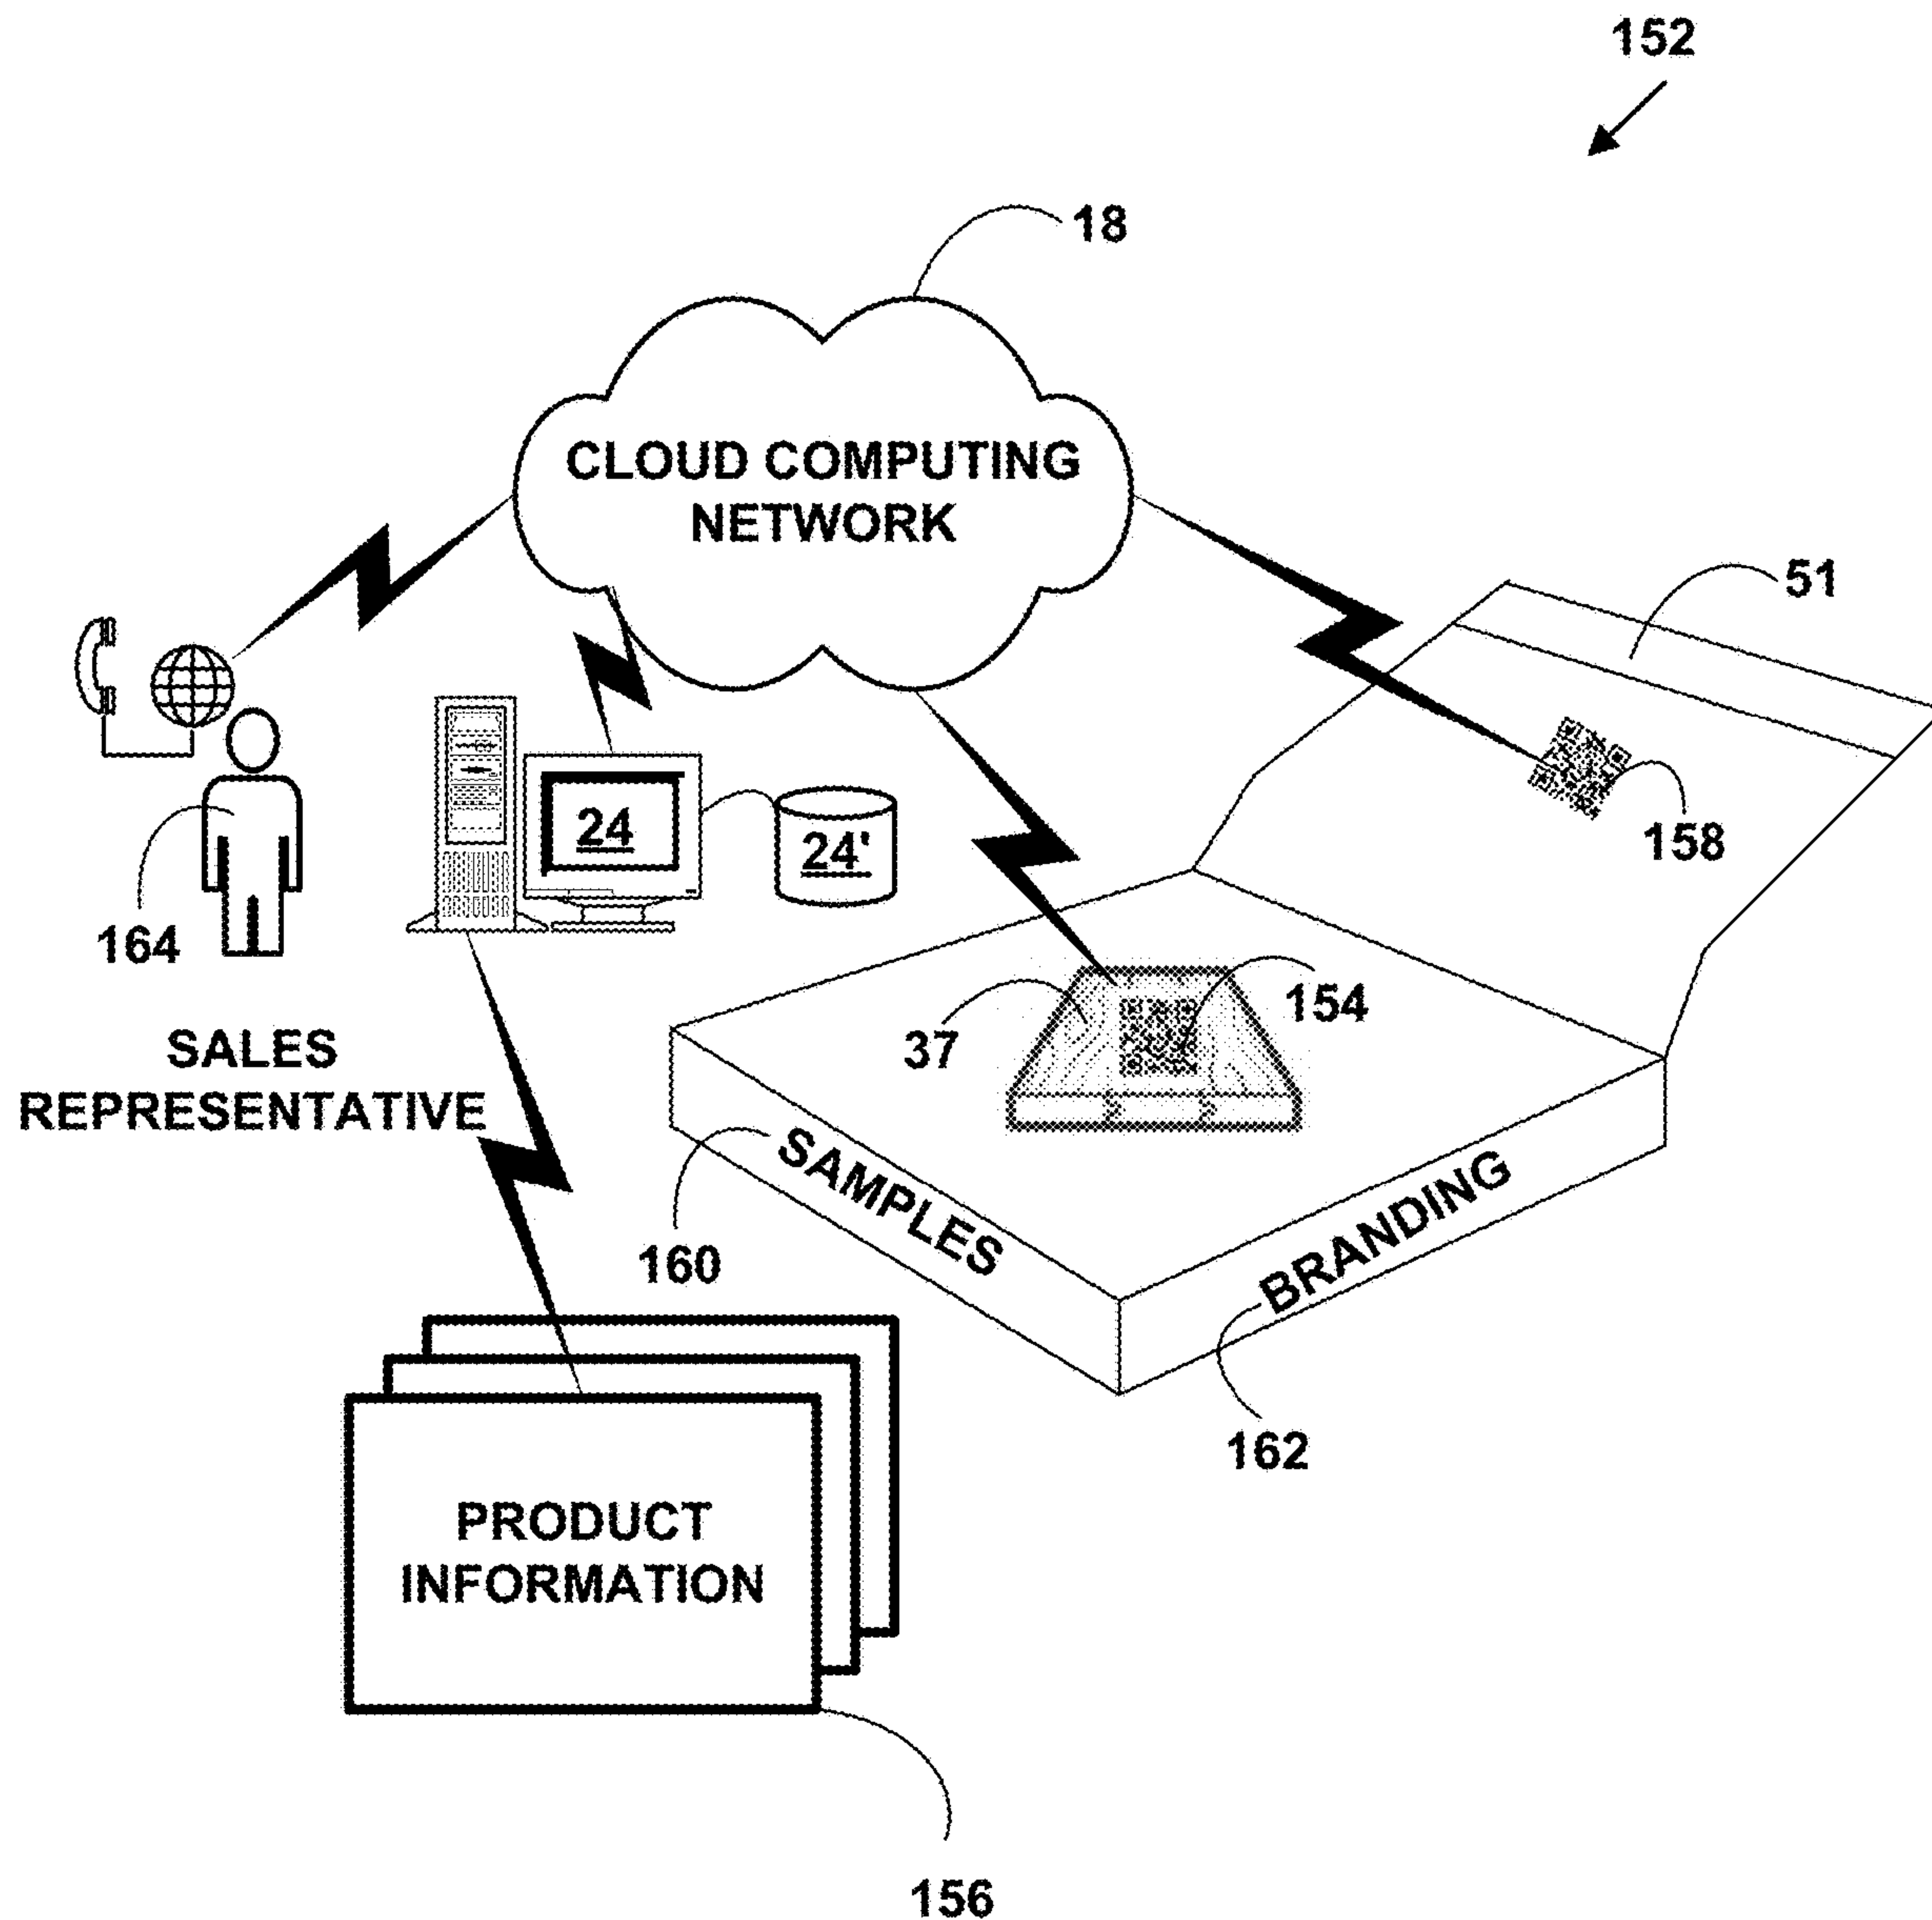 152
18
CLOUD COMPUTING
NETWORK
51
158
24
24'
164
37
154
SALES
REPRESENTATIVE
SAMPLES
BRANDING
160
162
PRODUCT
INFORMATION
156